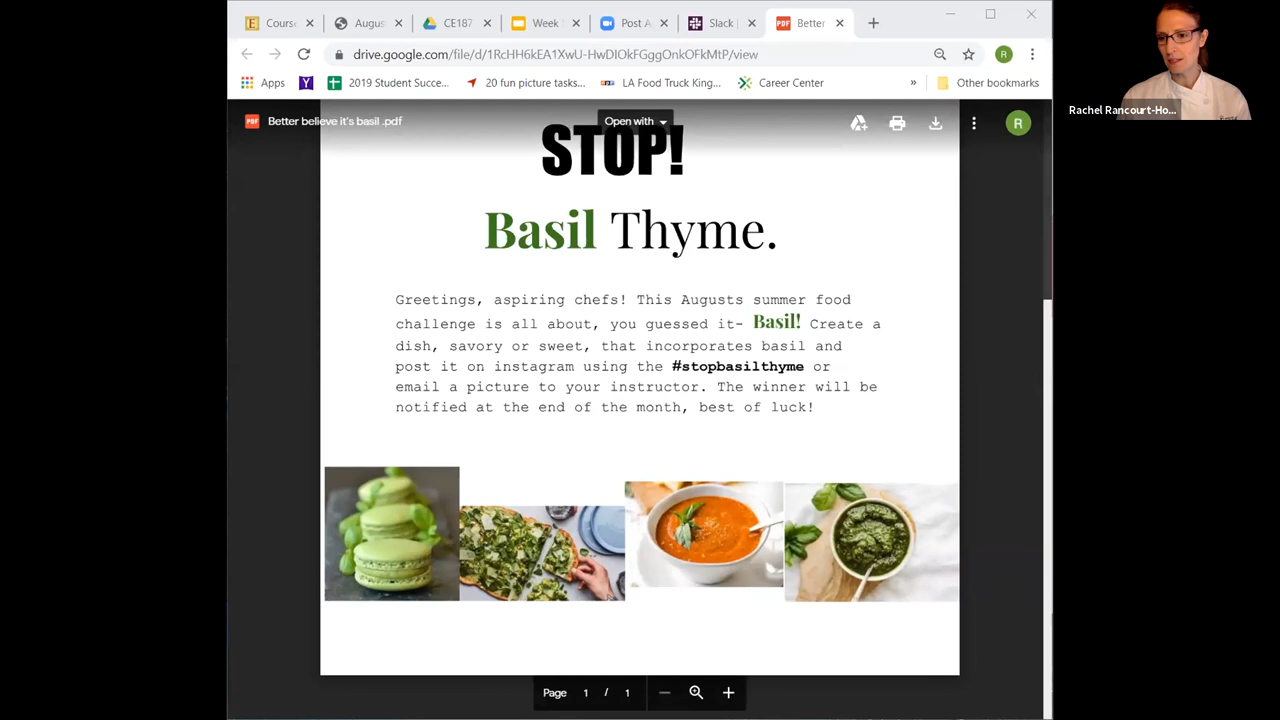 Cours
Augus
CE187
Week
Post A
Slack
PDF
Better
drive.google.com/file/d/1RcHH6kEA1XwU-HwDIOkFGggOnkOFkMtP/view
R
Apps
2019 Student Succe...
20 fun picture tasks...
LA Food Truck King...
Career Center
»
Other bookmarks
PDF
Better believe it's basil .pdf
Open with
R
Rachel Rancourt-Ho...
STOP!
Basil Thyme.
Greetings, aspiring chefs! This Augusts summer food
challenge is all about, you guessed it- Basil! Create a
dish, savory or sweet, that incorporates basil and
post it on instagram using the #stopbasilthyme or
email a picture to your instructor. The winner will be
notified at the end of the month, best of luck!
Page 1 / 1